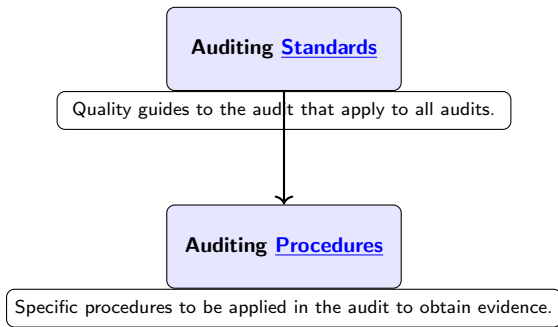 Auditing Standards
Quality guides to the audit that apply to all audits.
Auditing Procedures
Specific procedures to be applied in the audit to obtain evidence.